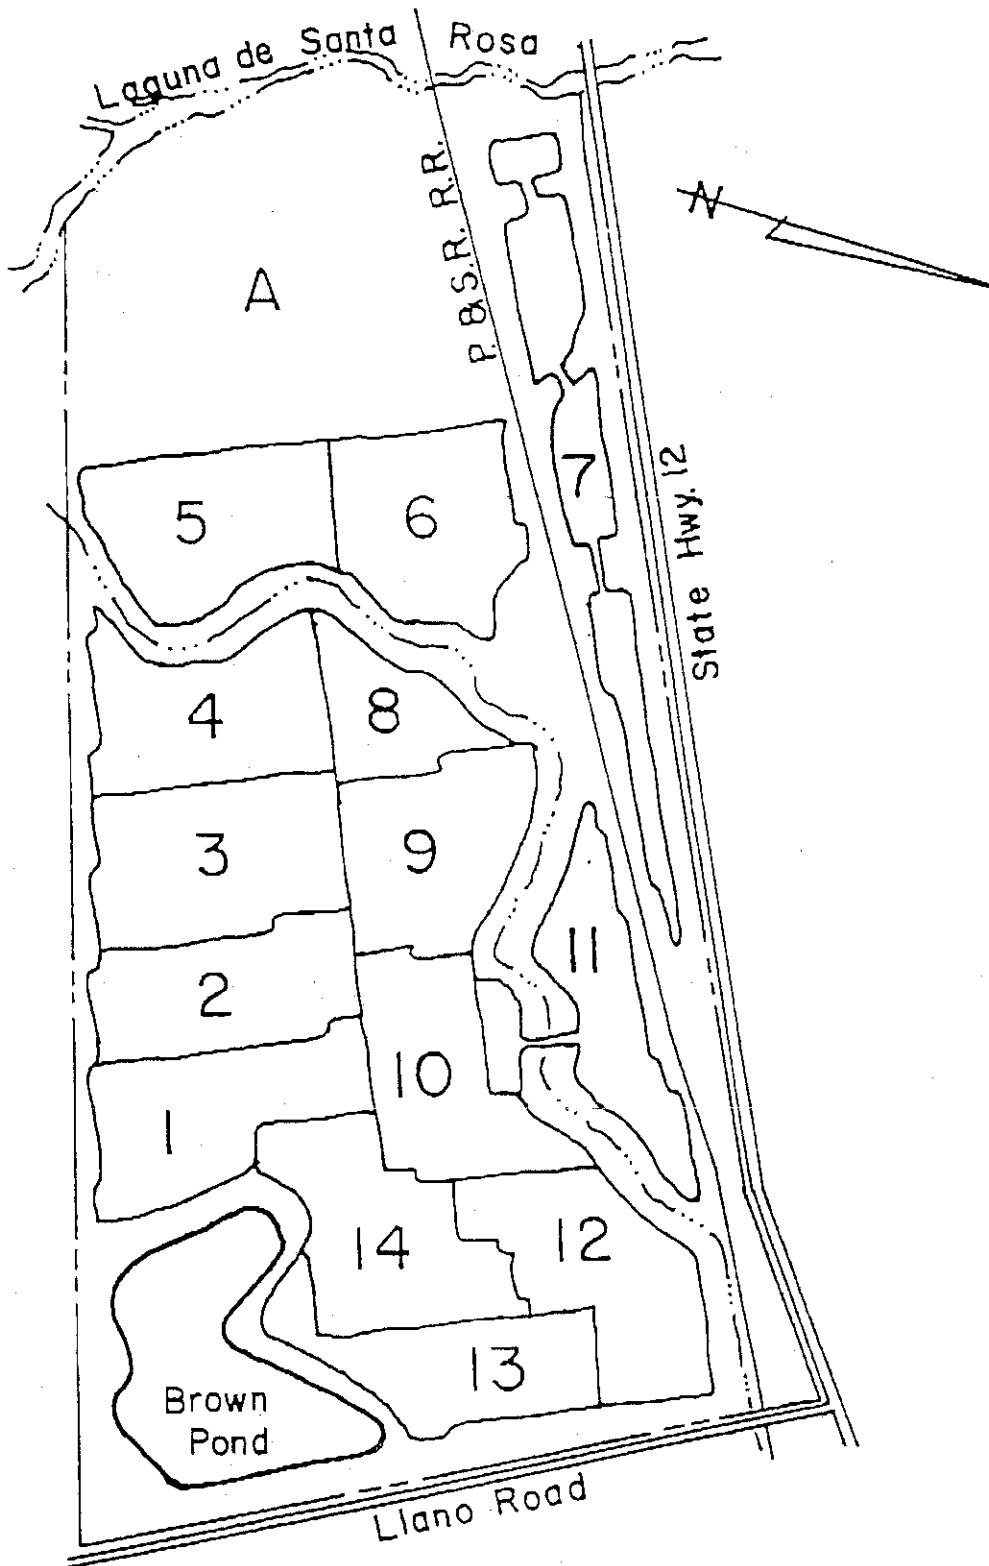 Laguna de Santa Rosa
P. & S. R. R.R.
N
A
State Hwy. 12
5
6
7
4
8
3
9
11
2
10
1
14
12
13
Brown
Pond
Llano Road